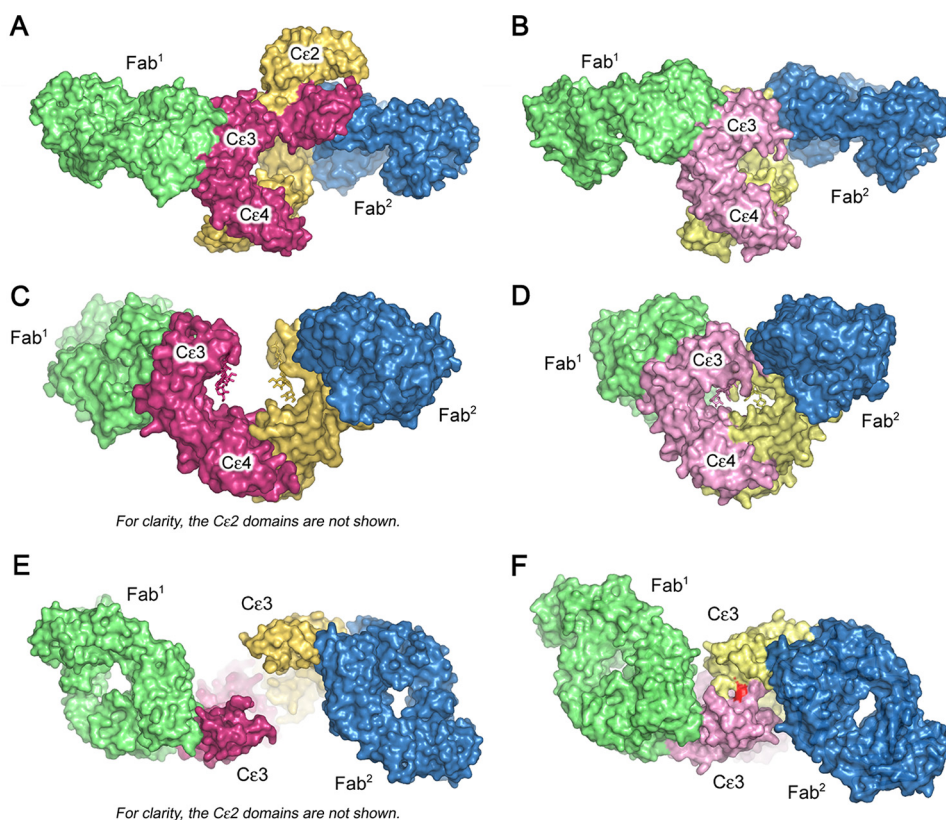 A
B
Cε2
Fab¹
Fab¹
Cε3
Cε3
Cε4
Cε4
Fab²
Fab²
C
D
Fab¹
Cε3
Cε3
Fab¹
Fab²
Fab²
Cε4
Cε4
For clarity, the Cε2 domains are not shown.
E
F
Fab¹
Fab¹
Cε3
Cε3
Cε3
Fab²
Cε3
Fab²
For clarity, the Cε2 domains are not shown.